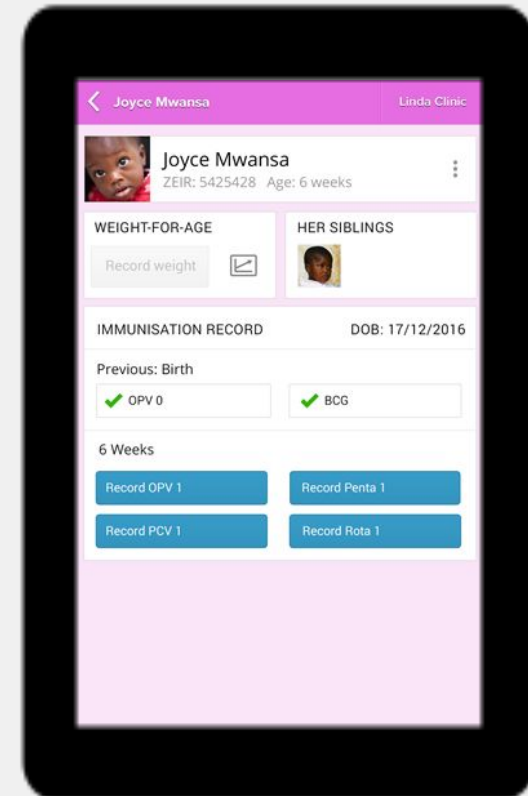 Joyce Mwansa
Linda Clinic
Joyce Mwansa
ZEIR: 5425428 Age: 6 weeks
WEIGHT-FOR-AGE
HER SIBLINGS
Record weight
IMMUNISATION RECORD
DOB: 17/12/2016
Previous: Birth
OPV 0
BCG
6 Weeks
Record OPV 1
Record Penta 1
Record PCV 1
Record Rota 1